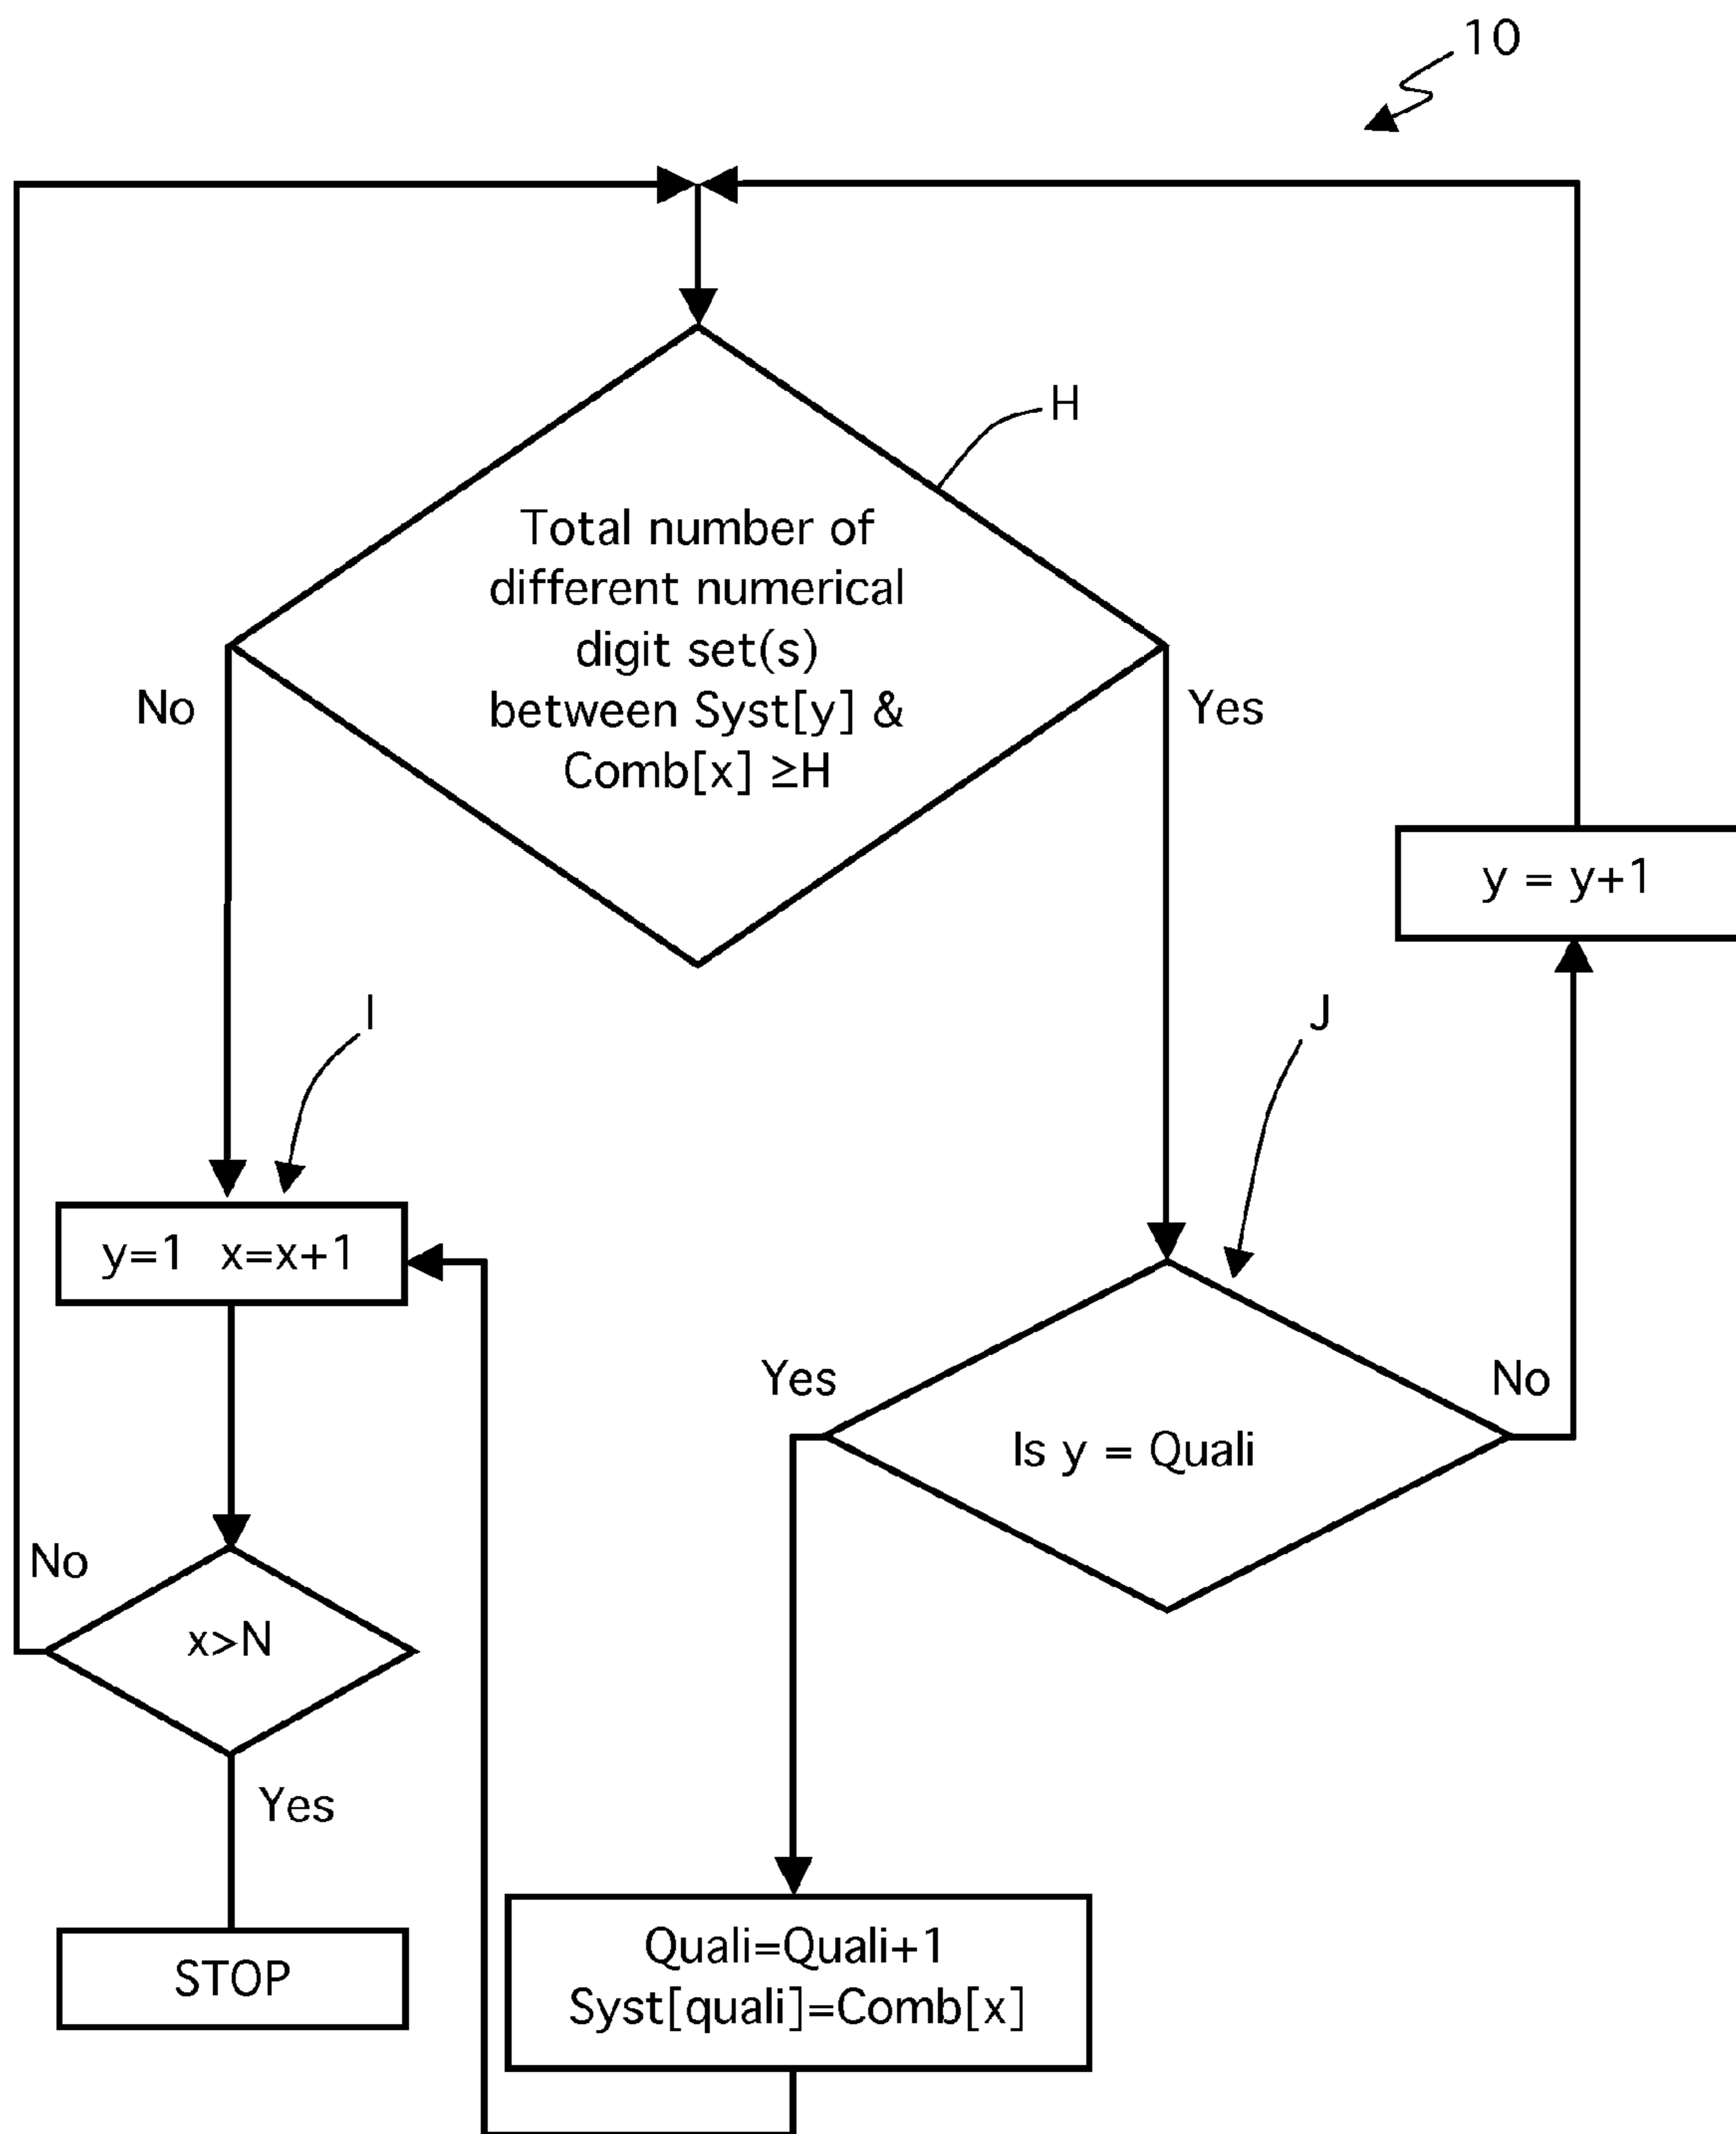 10
H
Total number of
different numerical
digit set(s)
between Syst[y] &
Comb[x] ≥H
No
Yes
y = y+1
I
J
y=1 x=x+1
Yes
No
Is y = Quali
No
x>N
Yes
Quali=Quali+1
Syst[quali]=Comb[x]
STOP